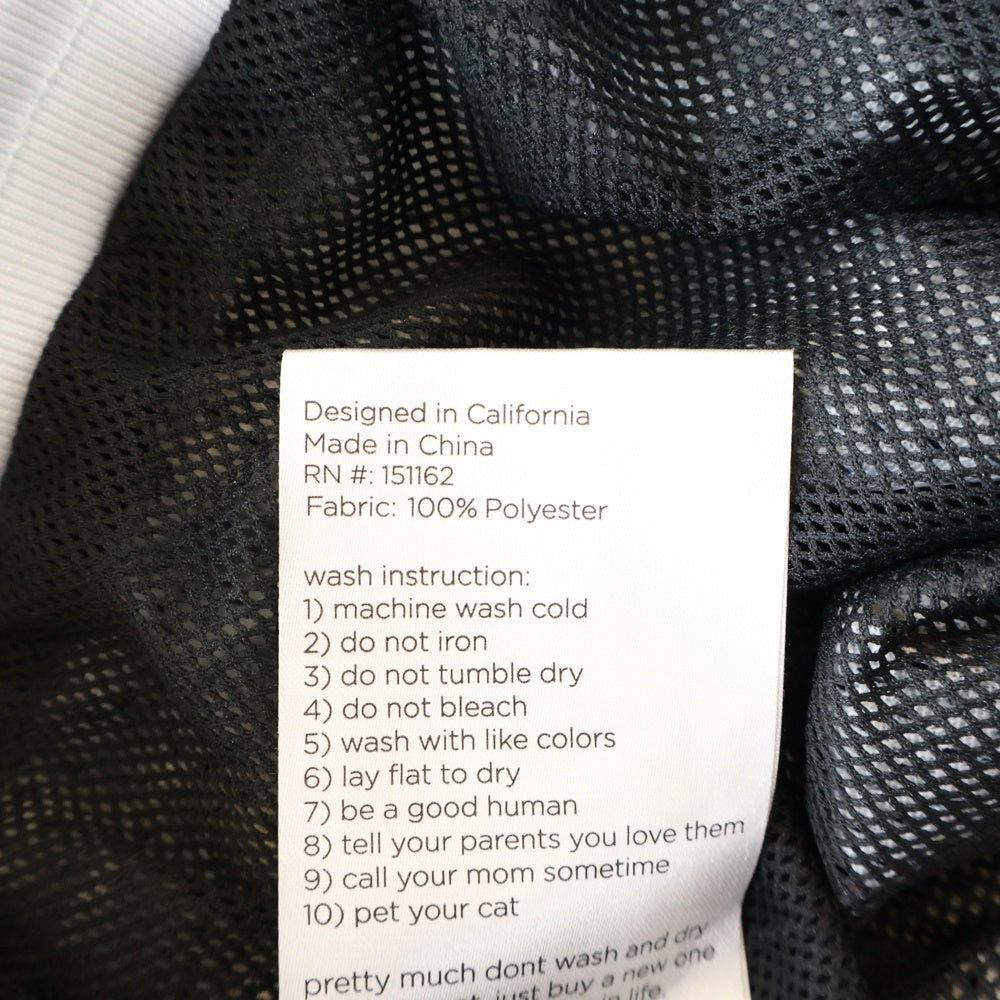 Designed in California
Made in China
RN #: 151162
Fabric: 100% Polyester
wash instruction:
1) machine wash cold
2) do not iron
3) do not tumble dry
4) do not bleach
5) wash with like colors
6) lay flat to dry
7) be a good human
8) tell your parents you love them
9) call your mom sometime
10) pet your cat
pretty much dont wash and dry
just buy a new one
in life.